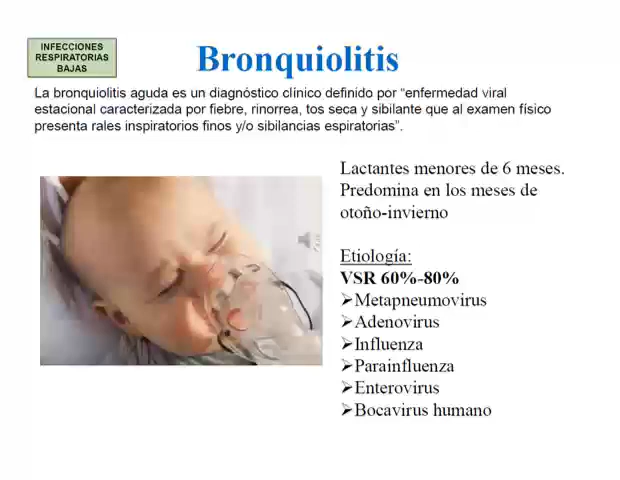 INFECCIONES
RESPIRATORIAS
BAJAS
Bronquiolitis
La bronquiolitis aguda es un diagnóstico clínico definido por “enfermedad viral
estacional caracterizada por fiebre, rinorrea, tos seca y sibilante que al examen físico
presenta rales inspiratorios finos y/o sibilancias espiratorias”.
Lactantes menores de 6 meses.
Predomina en los meses de
otoño-invierno
Etiología:
VSR 60%-80%
➢Metapneumovirus
➢Adenovirus
➢Influenza
➢Parainfluenza
➢Enterovirus
➢Bocavirus humano